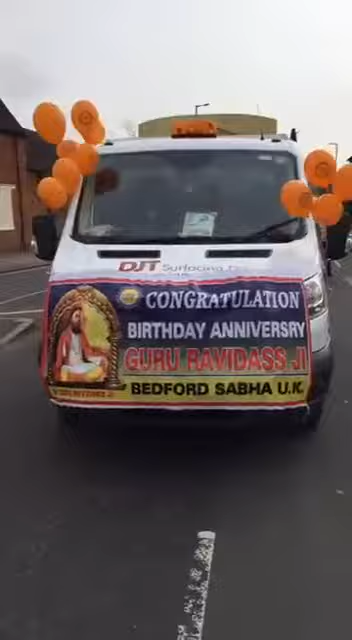 DJT Surfacing
CONGRATULATION
BIRTHDAY ANNIVERSRY
GURU RAVIDASS JI
BEDFORD SABHA U.K.